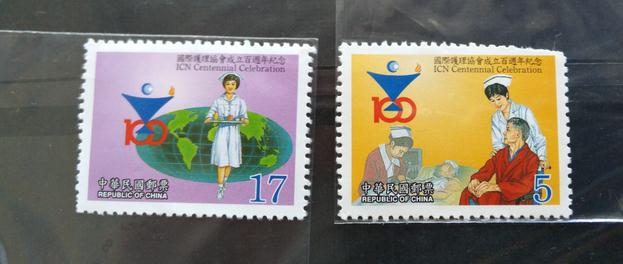 國際護理協會成立百週年紀念
ICN Centennial Celebration
100
中華民國郵票
REPUBLIC OF CHINA
17
國際護理協會成立百週年紀念
ICN Centennial Celebration
100
中華民國郵票
REPUBLIC OF CHINA
5